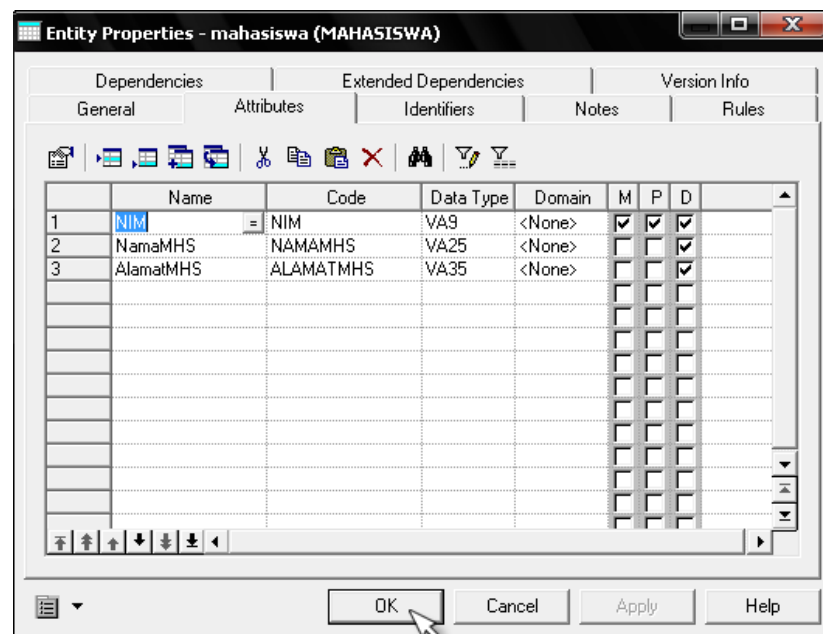 Entity Properties - mahasiswa (MAHASISWA)
Dependencies Extended Dependencies Version Info
General Attributes Identifiers Notes Rules
Name Code Data Type Domain M P D
1 NIM = NIM VA9 <None>
2 NamaMHS NAMAMHS VA25 <None>
3 AlamatMHS ALAMATMHS VA35 <None>
OK Cancel Apply Help